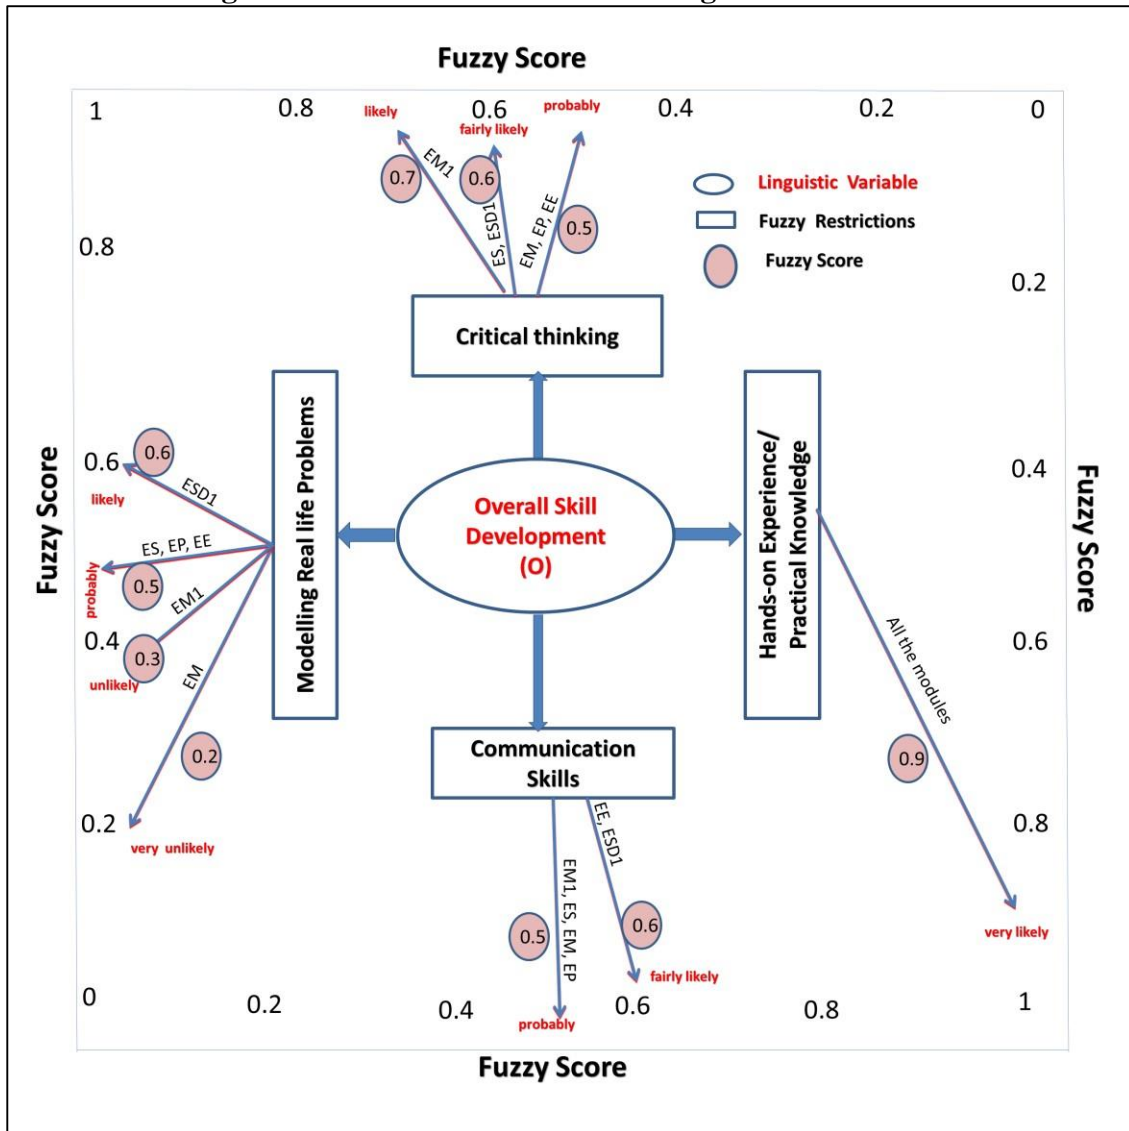 Fuzzy Score
1
0.8
likely
0.6
fairly likely
probably
0.4
0.2
0
EM1
0.7
0.6
ES, ESD1
EM, EP, EE
0.5
Linguistic Variable
Fuzzy Restrictions
Fuzzy Score
0.8
0.2
Critical thinking
Fuzzy Score
0.6
0.6
likely
ESD1
ES, EP, EE
probably
0.5
EM1
0.4
0.3
unlikely
EM
0.2
0.2
very unlikely
Modelling Real life Problems
Overall Skill
Development
(O)
Hands-on Experience/
Practical Knowledge
0.4
Fuzzy Score
0.6
All the modules
0.9
0.8
very likely
Communication
Skills
EM1, ES, EM, EP
EE, ESD1
0.5
0.6
fairly likely
probably
0
0.2
0.4
0.6
0.8
1
Fuzzy Score